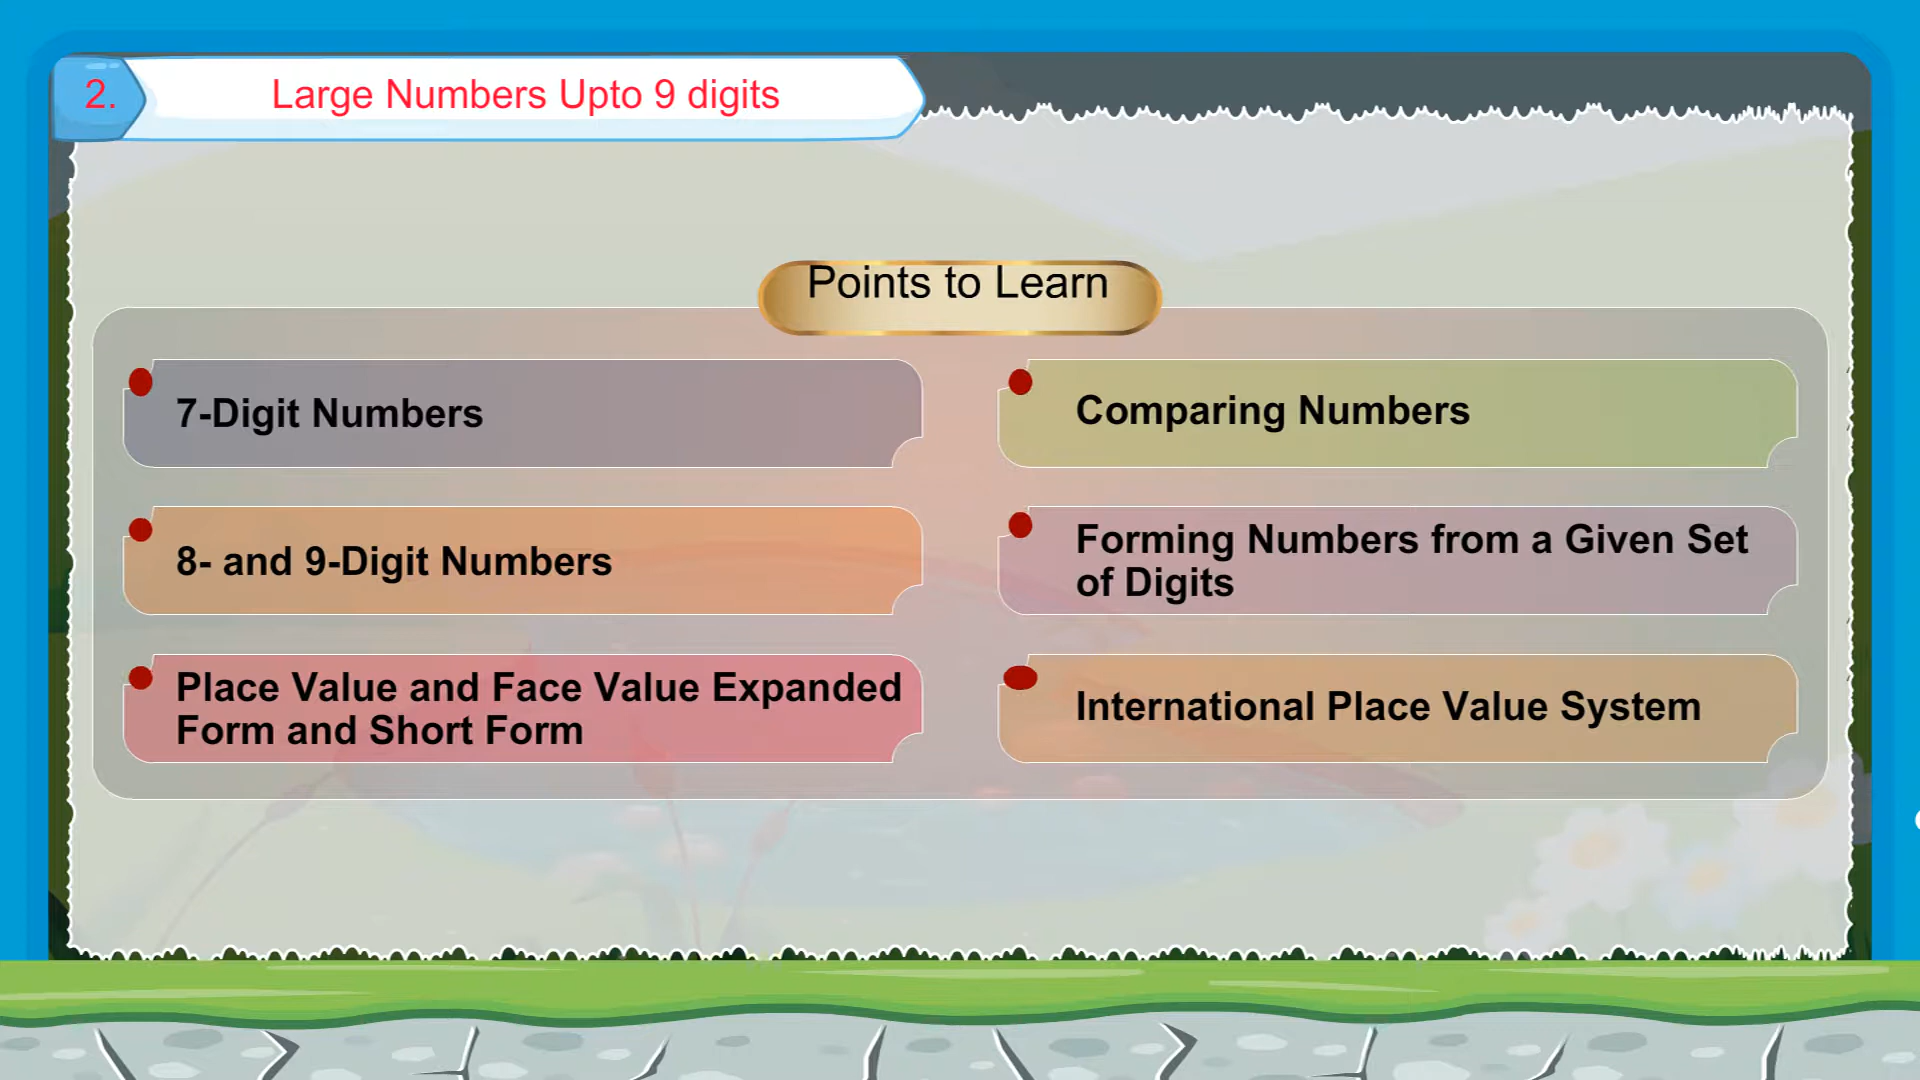 2.
Large Numbers Upto 9 digits
Points to Learn
7-Digit Numbers
8- and 9-Digit Numbers
Place Value and Face Value Expanded
Form and Short Form
Comparing Numbers
Forming Numbers from a Given Set
of Digits
International Place Value System